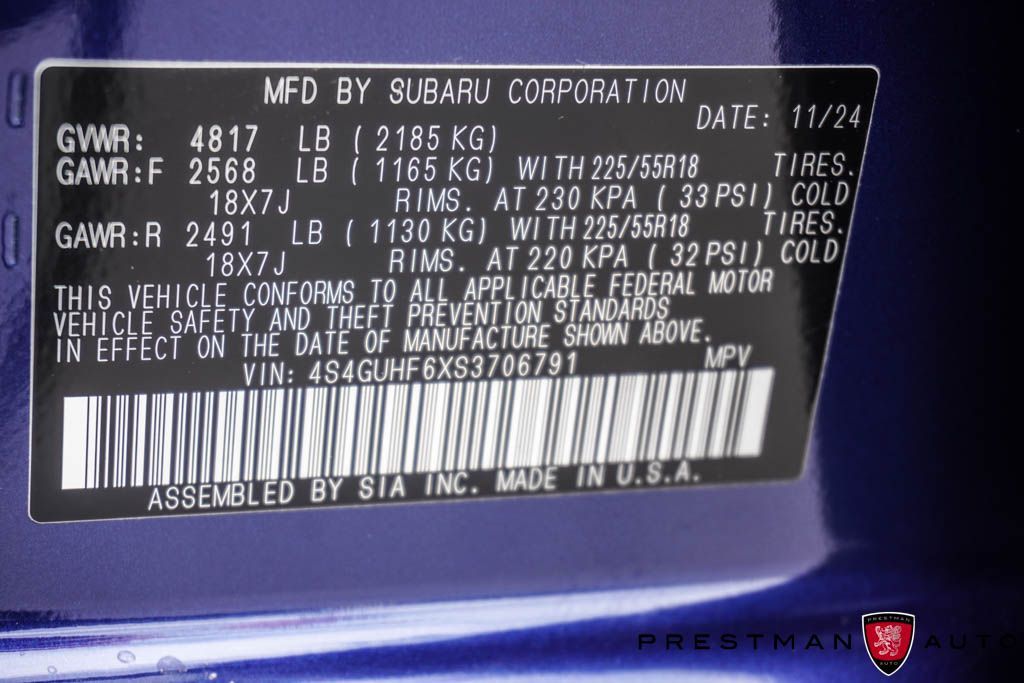 MFD BY SUBARU CORPORATION
DATE: 11/24
GVWR: 4817 LB ( 2185 KG)
GAWR:F 2568 LB ( 1165 KG) WITH 225/55R18 TIRES.
18X7J RIMS. AT 230 KPA ( 33 PSI) COLD
GAWR:R 2491 LB ( 1130 KG) WITH 225/55R18 TIRES.
18X7J RIMS. AT 220 KPA ( 32 PSI) COLD
THIS VEHICLE CONFORMS TO ALL APPLICABLE FEDERAL MOTOR
VEHICLE SAFETY AND THEFT PREVENTION STANDARDS
IN EFFECT ON THE DATE OF MANUFACTURE SHOWN ABOVE.
VIN: 4S4GUHF6XS3706791 MPV
ASSEMBLED BY SIA INC. MADE IN U.S.A.
PRESTMAN AUTO
PRESTMAN
AUTO